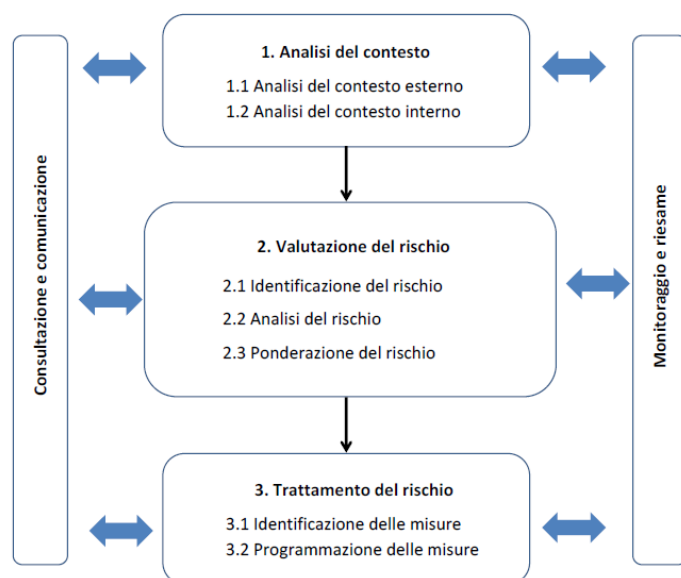 Consultazione e comunicazione
1. Analisi del contesto
1.1 Analisi del contesto esterno
1.2 Analisi del contesto interno
2. Valutazione del rischio
2.1 Identificazione del rischio
2.2 Analisi del rischio
2.3 Ponderazione del rischio
3. Trattamento del rischio
3.1 Identificazione delle misure
3.2 Programmazione delle misure
Monitoraggio e riesame